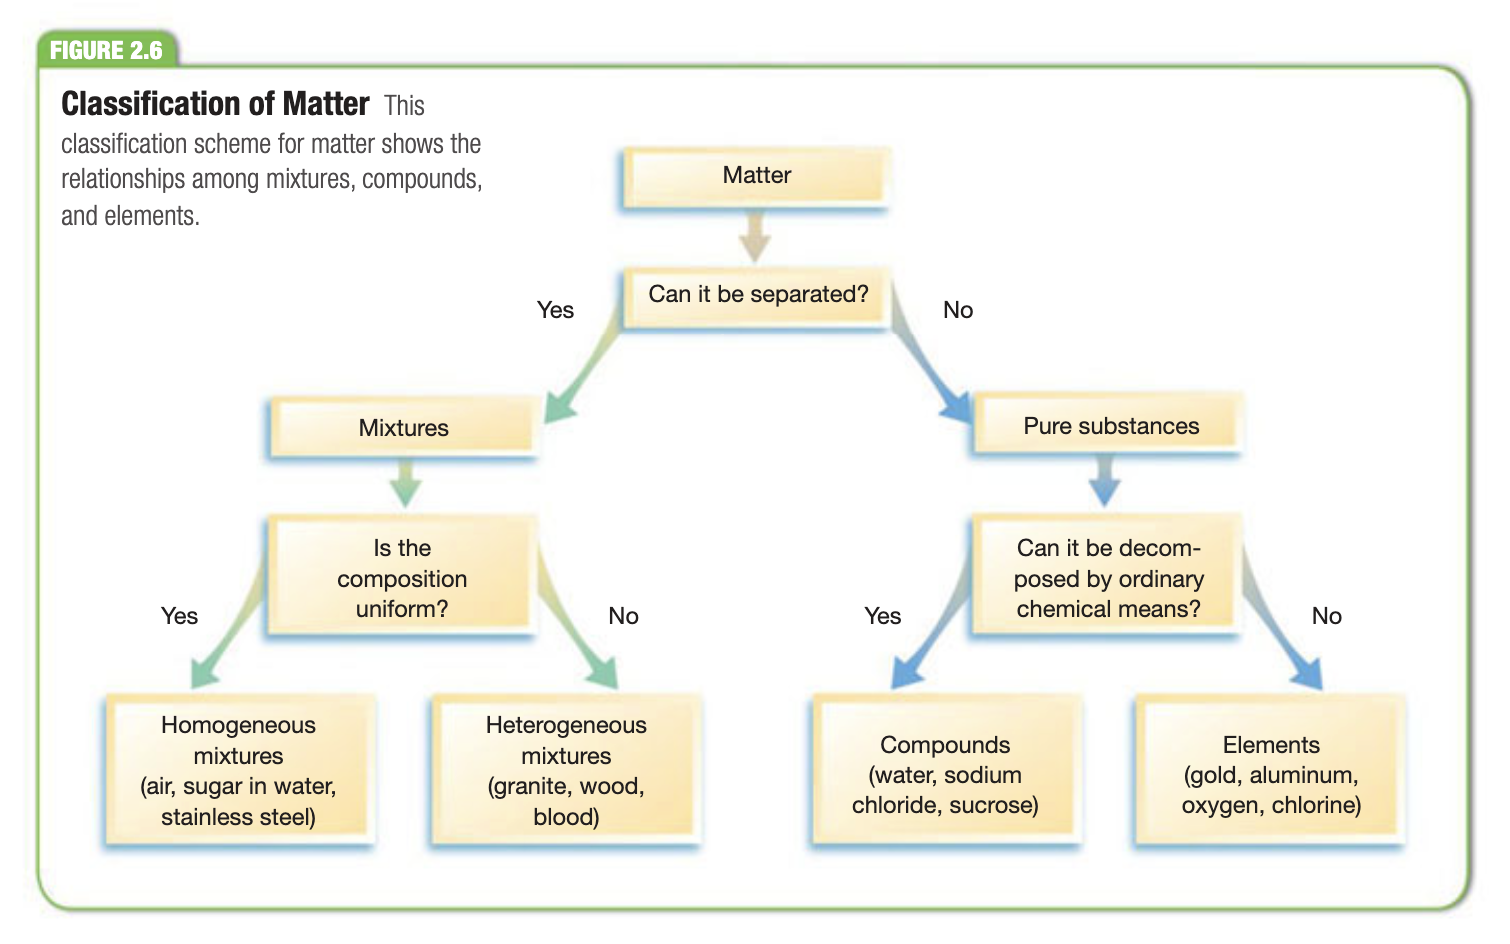 FIGURE 2.6
Classification of Matter This
classification scheme for matter shows the
relationships among mixtures, compounds,
and elements.
Matter
Can it be separated?
Yes
No
Mixtures
Pure substances
Is the
composition
uniform?
Yes
No
Can it be decom-
posed by ordinary
chemical means?
Yes
No
Homogeneous
mixtures
(air, sugar in water,
stainless steel)
Heterogeneous
mixtures
(granite, wood,
blood)
Compounds
(water, sodium
chloride, sucrose)
Elements
(gold, aluminum,
oxygen, chlorine)